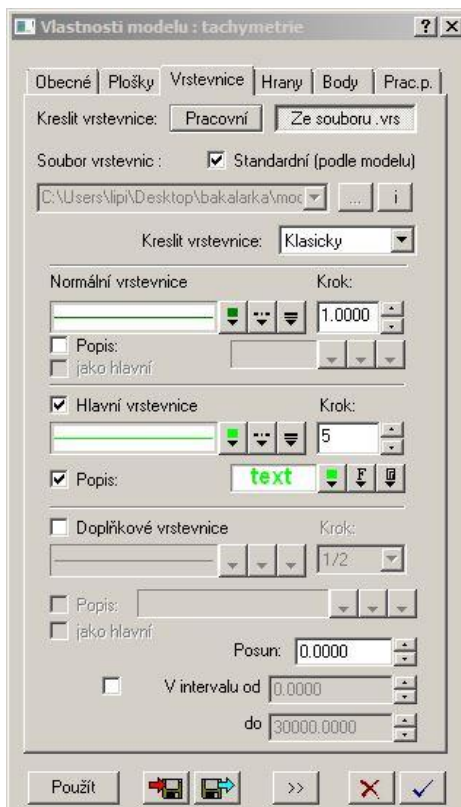 Vlastnosti modelu : tachymetrie
Obecné Plošky Vrstevnice Hrany Body Prac.p.
Kreslit vrstevnice: Pracovní Ze souboru .vrs
Soubor vrstevnic : Standardní (podle modelu)
C:\Users\lipi\Desktop\bakalarka\moc ... i
Kreslit vrstevnice: Klasicky
Normální vrstevnice Krok:
1.0000
Popis:
jako hlavní
Hlavní vrstevnice Krok:
5
Popis: text F
Doplňkové vrstevnice Krok:
1/2
Popis:
jako hlavní
Posun: 0.0000
V intervalu od 0.0000
do 30000.0000
Použít >>